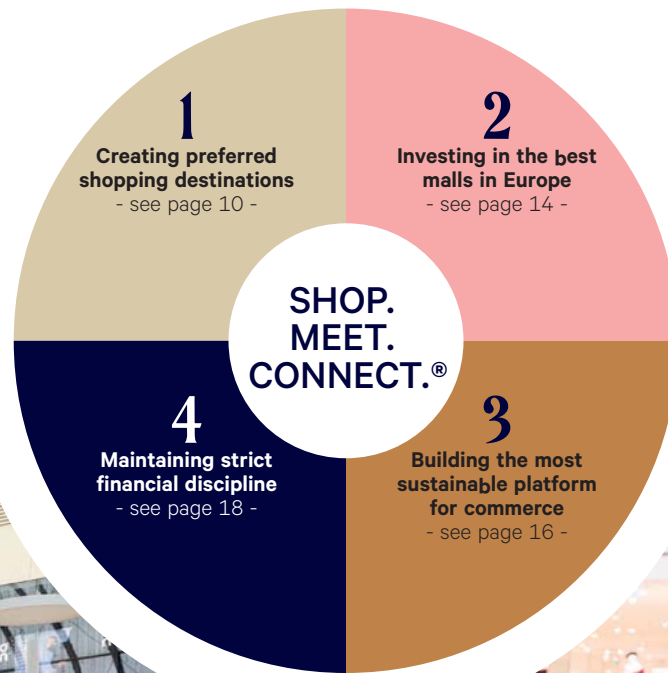 1
Creating preferred
shopping destinations
- see page 10 -
2
Investing in the best
malls in Europe
- see page 14 -
SHOP.
MEET.
CONNECT.®
4
Maintaining strict
financial discipline
- see page 18 -
3
Building the most
sustainable platform
for commerce
- see page 16 -